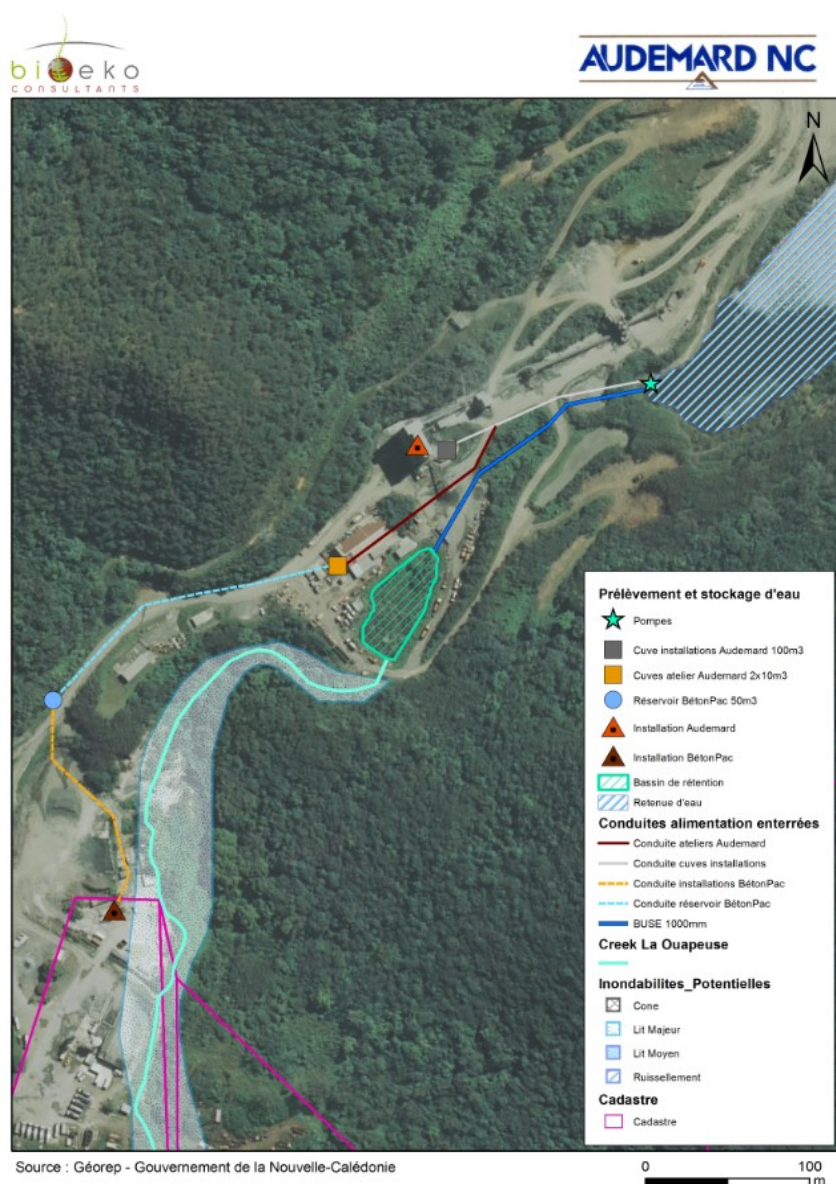 bioeko
CONSULTANTS
AUDEMARD NC
N
Prélèvement et stockage d'eau
Pompes
Cuve installations Audemard 100m3
Cuves atelier Audemard 2x10m3
Réservoir BétonPac 50m3
Installation Audemard
Installation BétonPac
Bassin de rétention
Retenue d'eau
Conduites alimentation enterrées
Conduite ateliers Audemard
Conduite cuves installations
Conduite installations BétonPac
Conduite réservoir BétonPac
BUSE 1000mm
Creek La Ouapeuse
Inondabilites_Potentielles
Cone
Lit Majeur
Lit Moyen
Ruissellement
Cadastre
Cadastre
Source : Géorep - Gouvernement de la Nouvelle-Calédonie
0 100
m